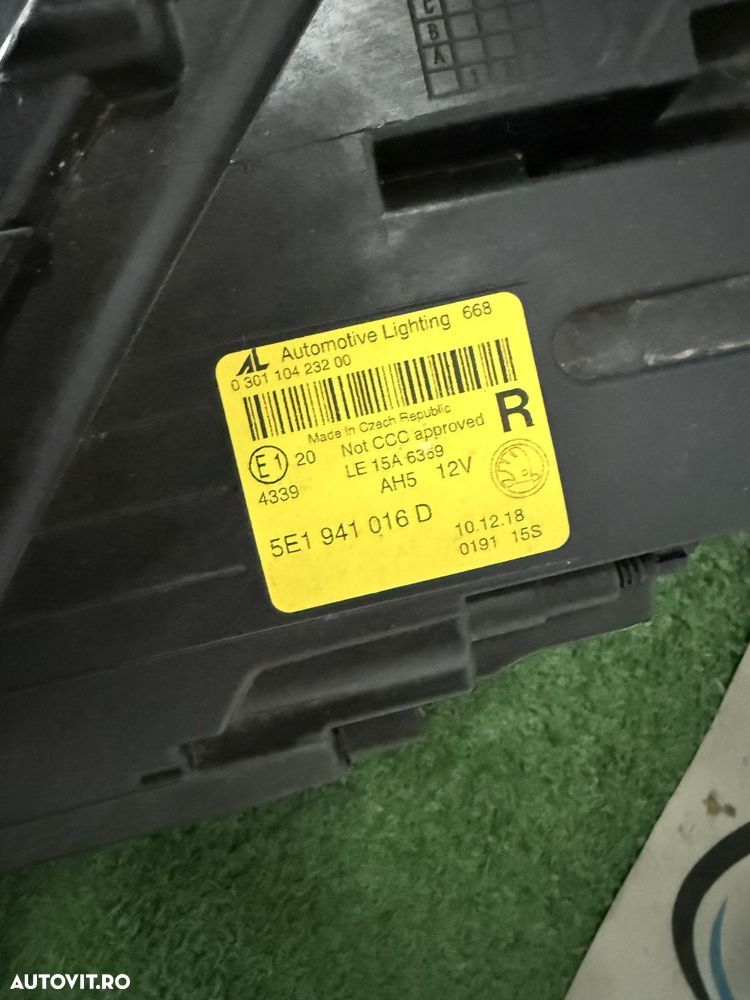 C
B
A
1
AL Automotive Lighting 668
0 301 104 232 00
Made in Czech Republic
R
E1 20 Not CCC approved
LE 15A 6369
4339 AH5 12V
5E1 941 016 D
10.12.18
0191 15S
AUTOVIT.RO